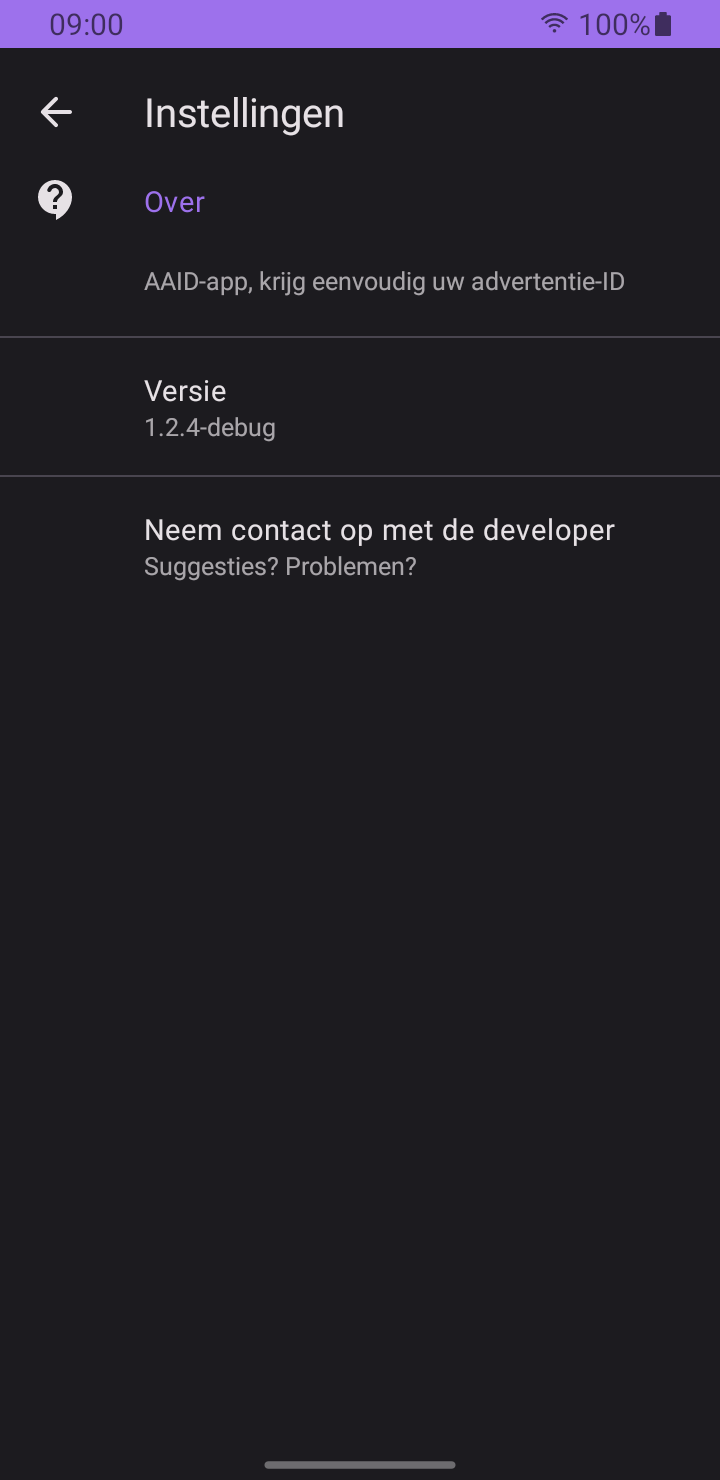 09:00 100%
Instellingen
Over
AAID-app, krijg eenvoudig uw advertentie-ID
Versie
1.2.4-debug
Neem contact op met de developer
Suggesties? Problemen?